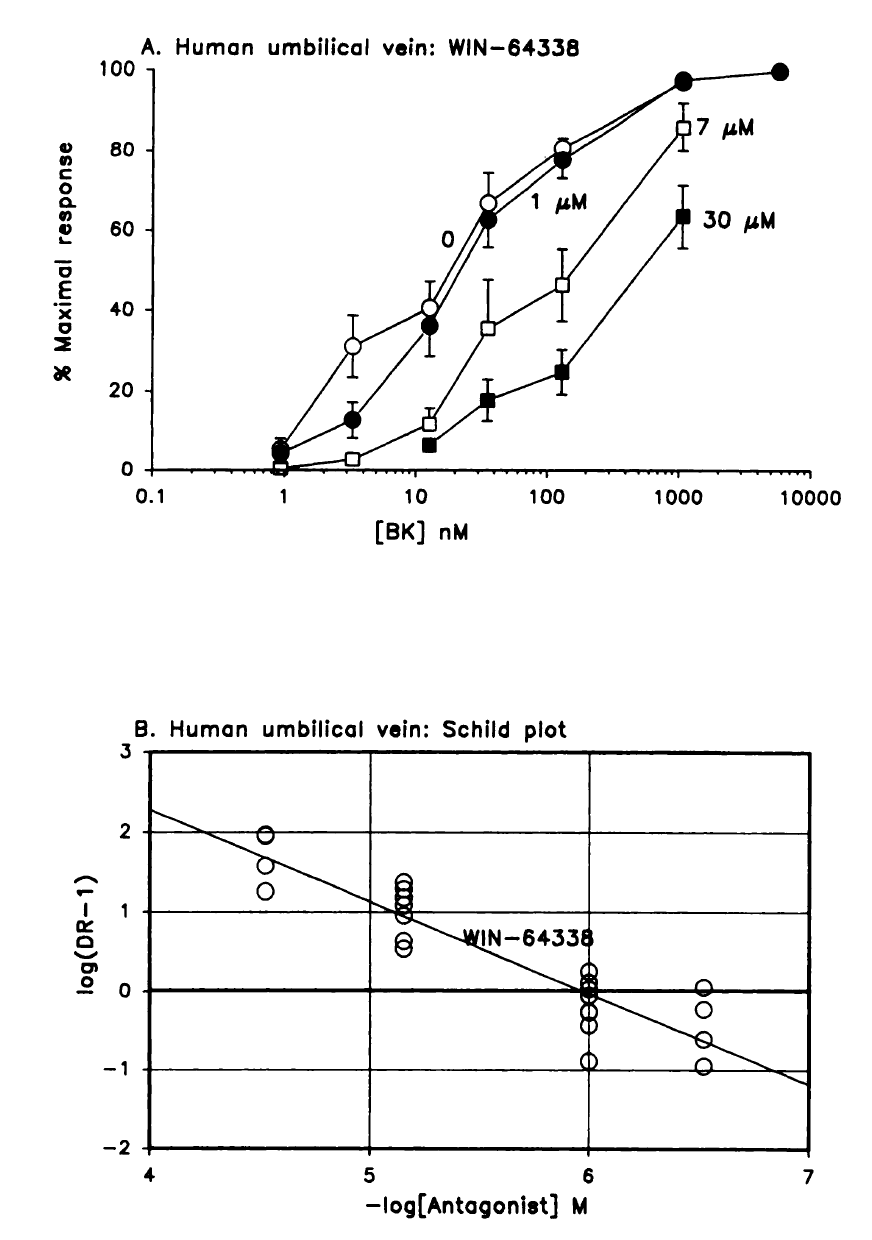 A. Human umbilical vein: WIN-64338
100
80
60
40
20
0
% Maximal response
0
1 μM
7 μM
30 μM
0.1 1 10 100 1000 10000
[BK] nM
B. Human umbilical vein: Schild plot
3
2
1
0
-1
-2
log(DR-1)
WIN-64338
4 5 6 7
-log[Antagonist] M